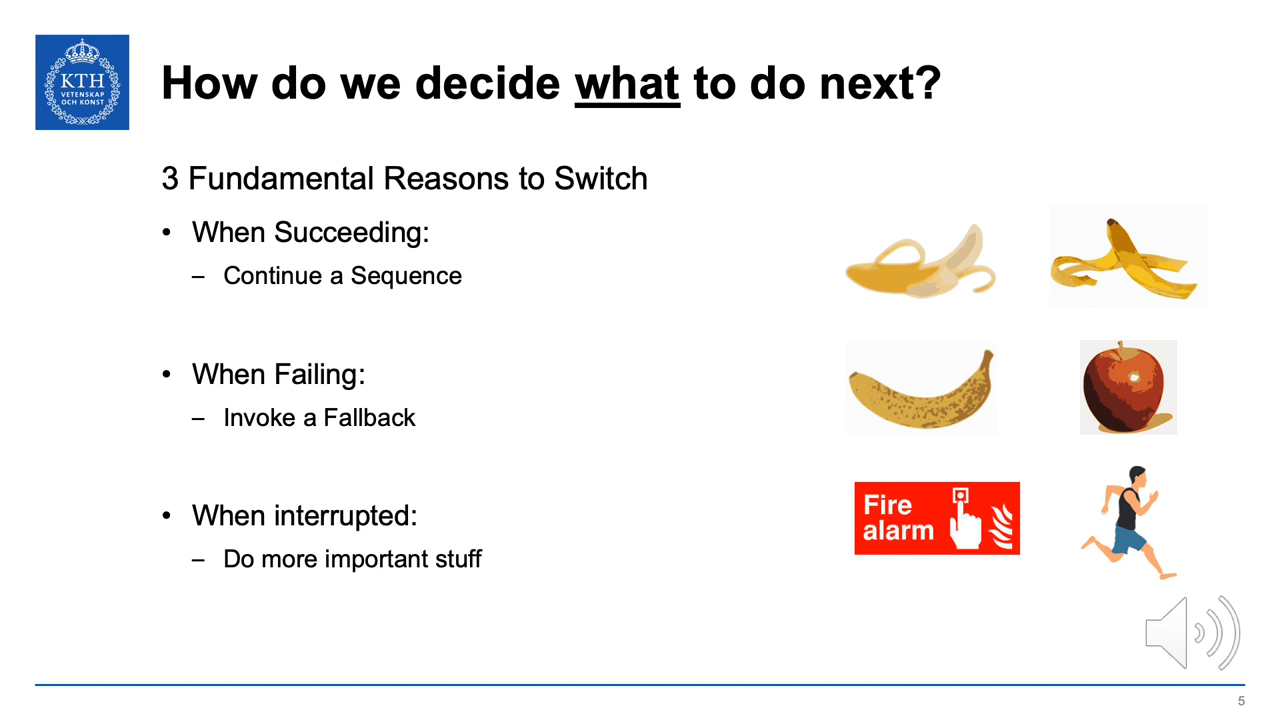 KTH
VETENSKAP
OCH KONST
How do we decide what to do next?
3 Fundamental Reasons to Switch
• When Succeeding:
– Continue a Sequence
• When Failing:
– Invoke a Fallback
• When interrupted:
– Do more important stuff
Fire
alarm
5